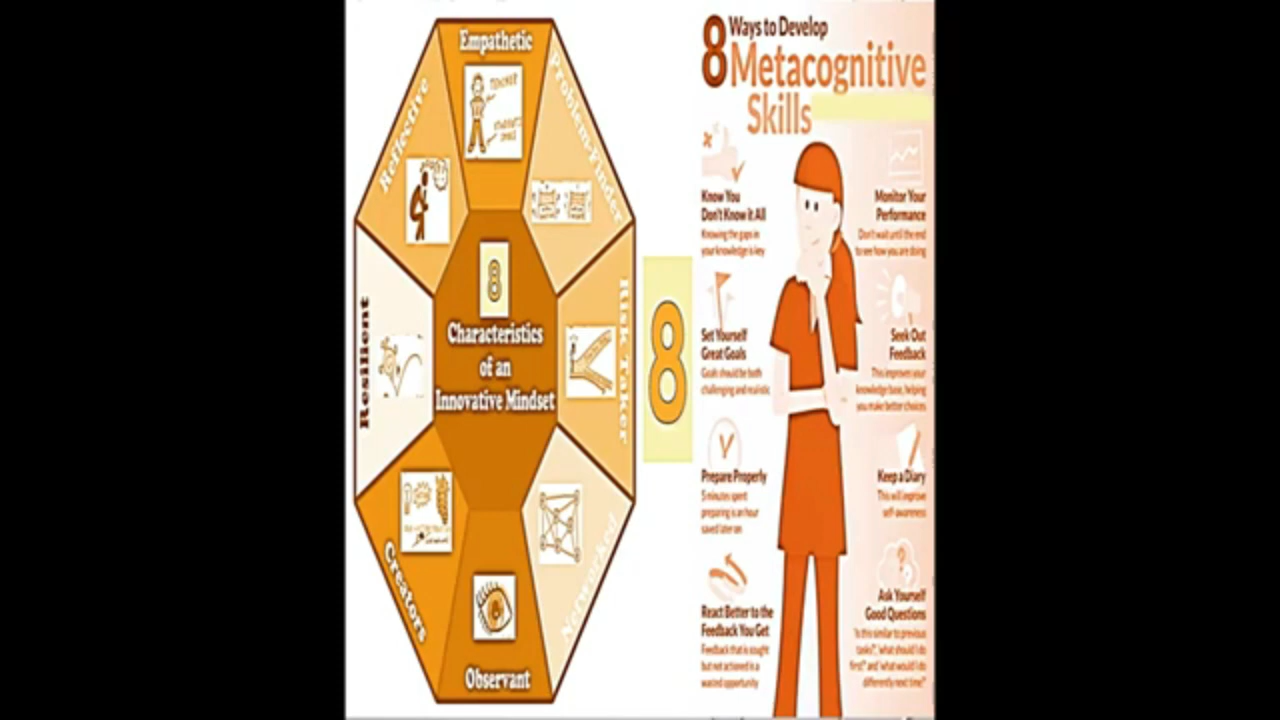 Empathetic
TEACHER
Problem-Finder
Risk Taker
Networked
Observant
Creators
Resilient
Reflective
8
Characteristics
of an
Innovative Mindset
8
8 Ways to Develop
Metacognitive
Skills
Know You
Don't Know it All
Knowing the gaps in
your knowledge is key
Set Yourself
Great Goals
Goals should be both
challenging and realistic
Prepare Properly
5 minutes spent
preparing is an hour
saved later on
React Better to the
Feedback You Get
Feedback that is sought
but not actioned is a
wasted opportunity
Monitor Your
Performance
Don't wait until the end
to see how you are doing
Seek Out
Feedback
This improves your
knowledge base, helping
you make better choices
Keep a Diary
This will improve
self-awareness
Ask Yourself
Good Questions
'Is this similar to previous
tasks?', 'what should I do
first?' and 'what would I do
differently next time?'